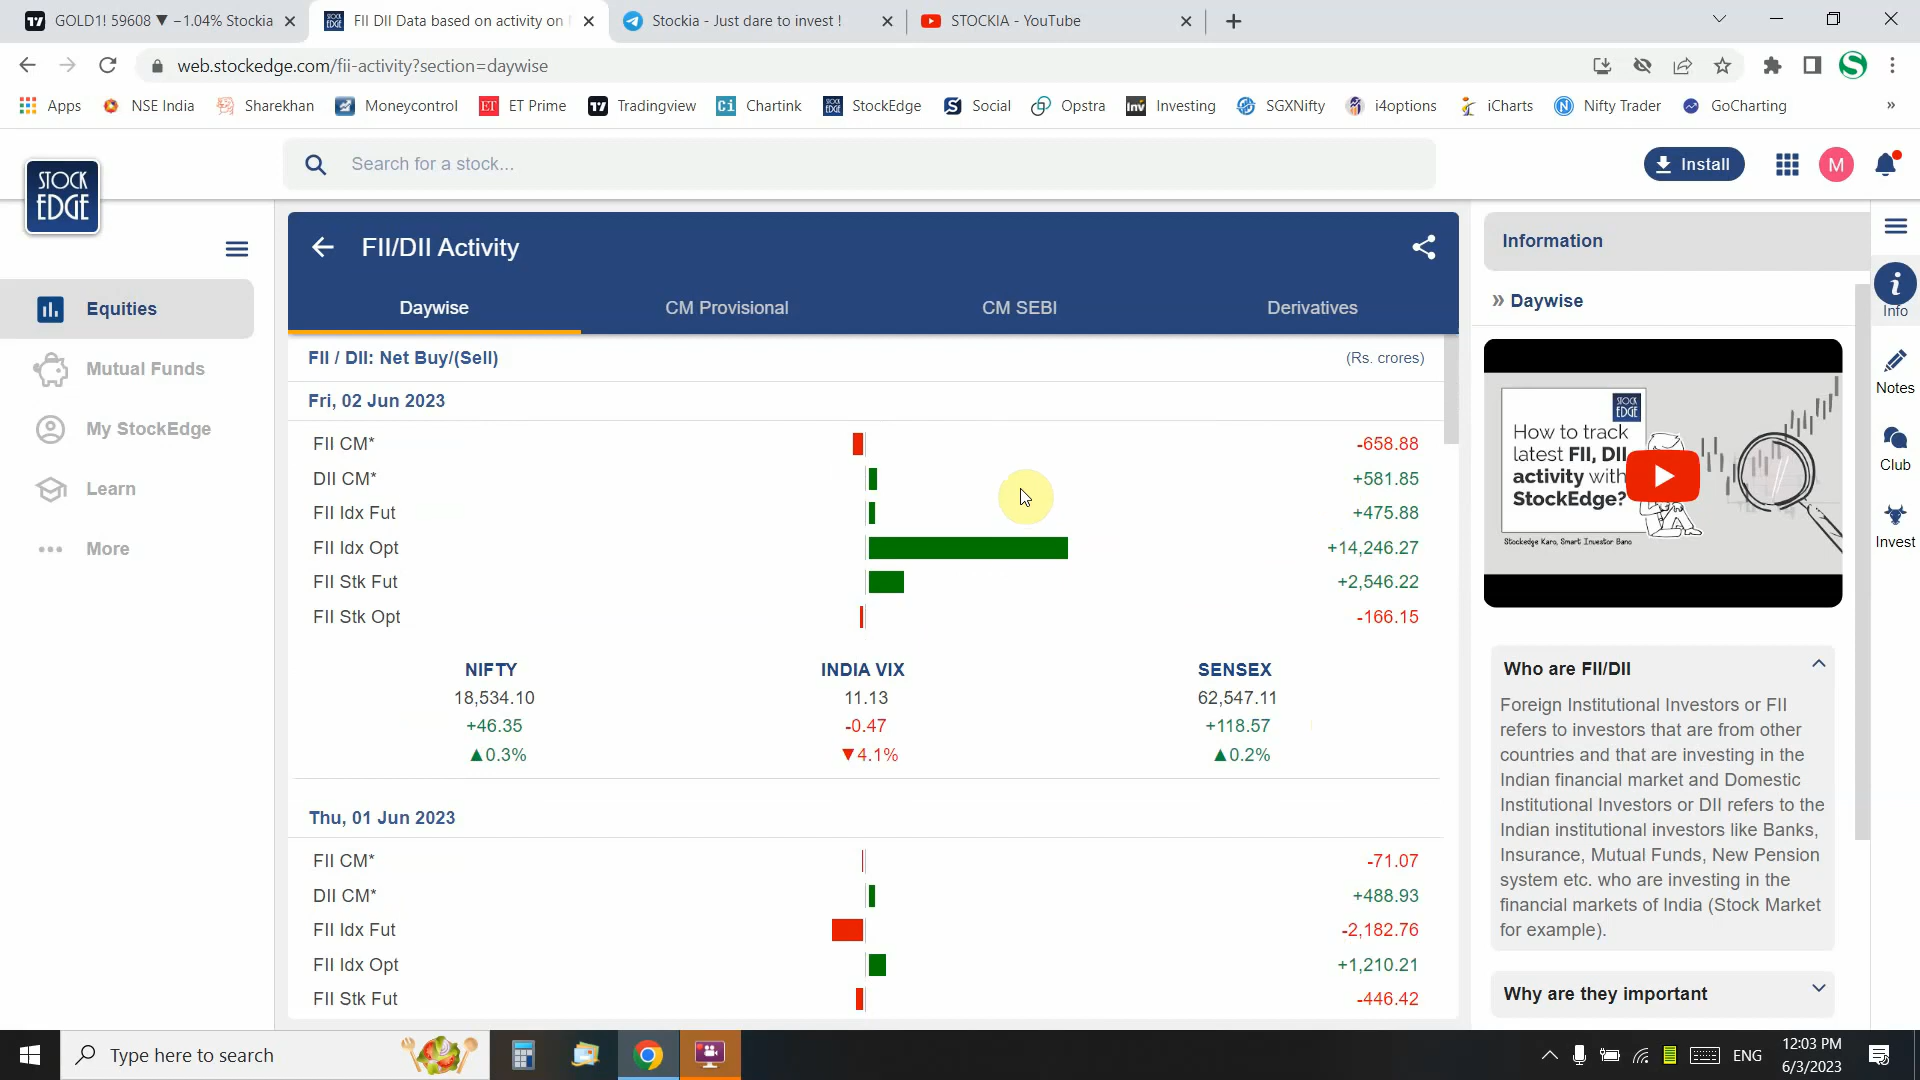 GOLD1! 59608 ▼ −1.04% Stockia
FII DII Data based on activity on
Stockia - Just dare to invest !
STOCKIA - YouTube
web.stockedge.com/fii-activity?section=daywise
Apps
NSE India
Sharekhan
Moneycontrol
ET Prime
Tradingview
Chartink
StockEdge
Social
Opstra
Investing
SGXNifty
i4options
iCharts
Nifty Trader
GoCharting
»
STOCK
EDGE
Search for a stock...
Install
M
Equities
Mutual Funds
My StockEdge
Learn
More
FII/DII Activity
Daywise
CM Provisional
CM SEBI
Derivatives
FII / DII: Net Buy/(Sell)
(Rs. crores)
Fri, 02 Jun 2023
FII CM* -658.88
DII CM* +581.85
FII Idx Fut +475.88
FII Idx Opt +14,246.27
FII Stk Fut +2,546.22
FII Stk Opt -166.15
NIFTY INDIA VIX SENSEX
18,534.10 11.13 62,547.11
+46.35 -0.47 +118.57
▲0.3% ▼4.1% ▲0.2%
Thu, 01 Jun 2023
FII CM* -71.07
DII CM* +488.93
FII Idx Fut -2,182.76
FII Idx Opt +1,210.21
FII Stk Fut -446.42
Information
» Daywise
STOCK
EDGE
How to track
latest FII, DII
activity with
StockEdge?
Stockedge Karo, Smart Investor Bano
Who are FII/DII
Foreign Institutional Investors or FII
refers to investors that are from other
countries and that are investing in the
Indian financial market and Domestic
Institutional Investors or DII refers to the
Indian institutional investors like Banks,
Insurance, Mutual Funds, New Pension
system etc. who are investing in the
financial markets of India (Stock Market
for example).
Why are they important
Info
Notes
Club
Invest
Type here to search
ENG
12:03 PM
6/3/2023